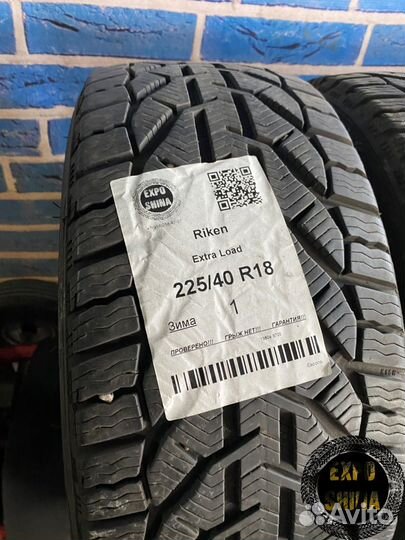 EXPO
SHINA
Riken
Extra Load
225/40 R18
Зима
1
ПРОВЕРЕНО!!! ГРЫЖ НЕТ!!! ГАРАНТИЯ!!!
EXPO
SHINA
Avito